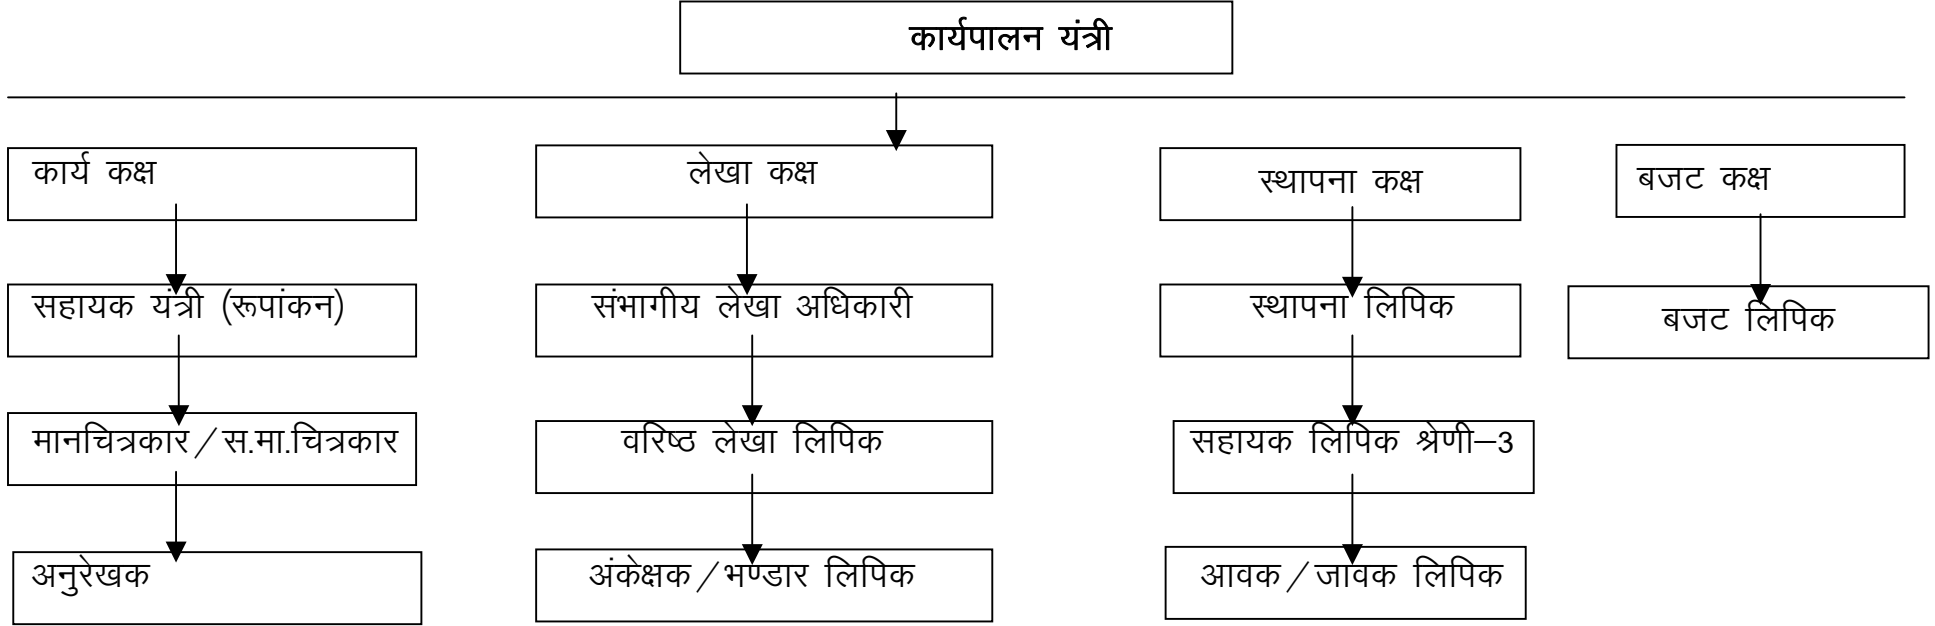 कार्यपालन यंत्री
कार्य कक्ष
लेखा कक्ष
स्थापना कक्ष
बजट कक्ष
सहायक यंत्री (रूपांकन)
संभागीय लेखा अधिकारी
स्थापना लिपिक
बजट लिपिक
मानचित्रकार/स.मा.चित्रकार
वरिष्ठ लेखा लिपिक
सहायक लिपिक श्रेणी–3
अनुरेखक
अंकेक्षक/भण्डार लिपिक
आवक/जावक लिपिक